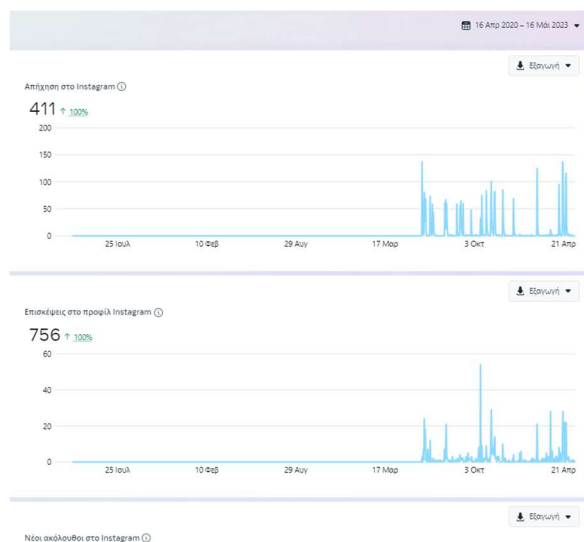 16 Απρ 2020 – 16 Μάι 2023
Εξαγωγή
Απήχηση στο Instagram
411 ↑ 100%
200
150
100
50
0
25 Ιουλ 10 Φεβ 29 Αυγ 17 Μαρ 3 Οκτ 21 Απρ
Εξαγωγή
Επισκέψεις στο προφίλ Instagram
756 ↑ 100%
60
40
20
0
25 Ιουλ 10 Φεβ 29 Αυγ 17 Μαρ 3 Οκτ 21 Απρ
Εξαγωγή
Νέοι ακόλουθοι στο Instagram